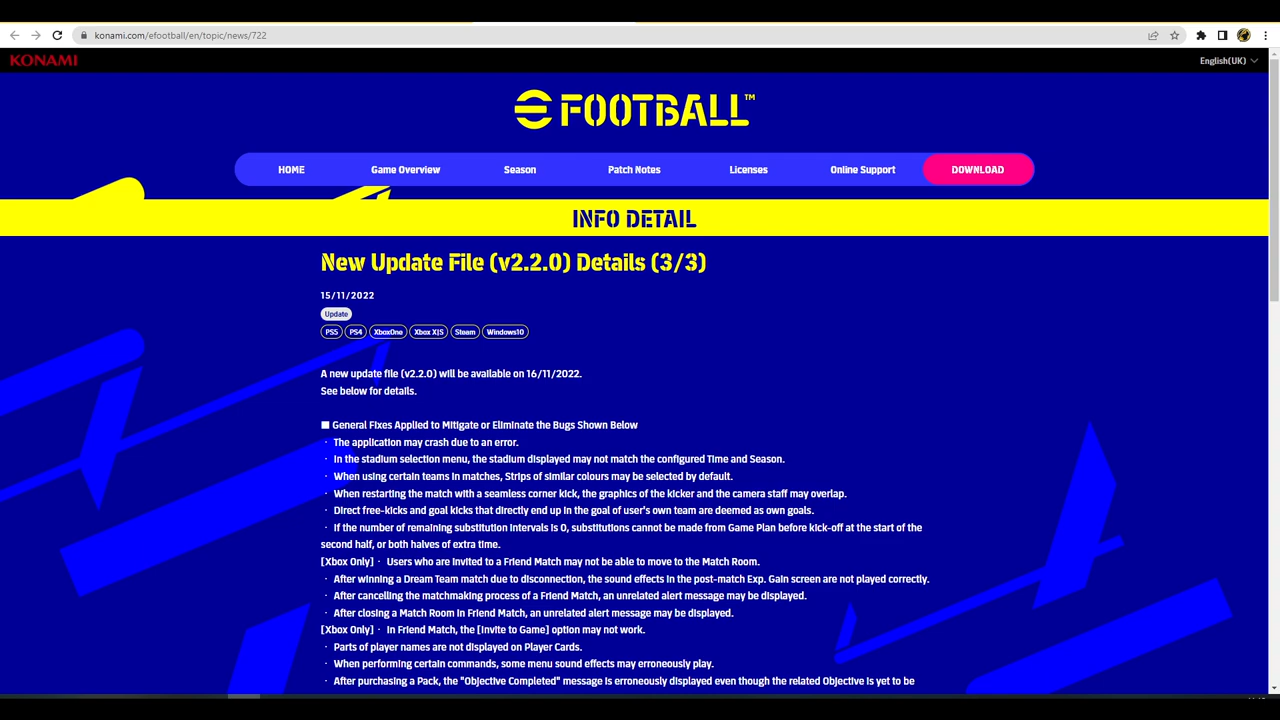 konami.com/efootball/en/topic/news/722
KONAMI
English(UK)
FOOTBALL™
HOME
Game Overview
Season
Patch Notes
Licenses
Online Support
DOWNLOAD
INFO DETAIL
New Update File (v2.2.0) Details (3/3)
15/11/2022
Update
PS5 PS4 XboxOne Xbox X|S Steam Windows10
A new update file (v2.2.0) will be available on 16/11/2022.
See below for details.
■ General Fixes Applied to Mitigate or Eliminate the Bugs Shown Below
・ The application may crash due to an error.
・ In the stadium selection menu, the stadium displayed may not match the configured Time and Season.
・ When using certain teams in matches, Strips of similar colours may be selected by default.
・ When restarting the match with a seamless corner kick, the graphics of the kicker and the camera staff may overlap.
・ Direct free-kicks and goal kicks that directly end up in the goal of user's own team are deemed as own goals.
・ If the number of remaining substitution intervals is 0, substitutions cannot be made from Game Plan before kick-off at the start of the
second half, or both halves of extra time.
[Xbox Only]・ Users who are invited to a Friend Match may not be able to move to the Match Room.
・ After winning a Dream Team match due to disconnection, the sound effects in the post-match Exp. Gain screen are not played correctly.
・ After cancelling the matchmaking process of a Friend Match, an unrelated alert message may be displayed.
・ After closing a Match Room in Friend Match, an unrelated alert message may be displayed.
[Xbox Only]・ In Friend Match, the [Invite to Game] option may not work.
・ Parts of player names are not displayed on Player Cards.
・ When performing certain commands, some menu sound effects may erroneously play.
・ After purchasing a Pack, the "Objective Completed" message is erroneously displayed even though the related Objective is yet to be